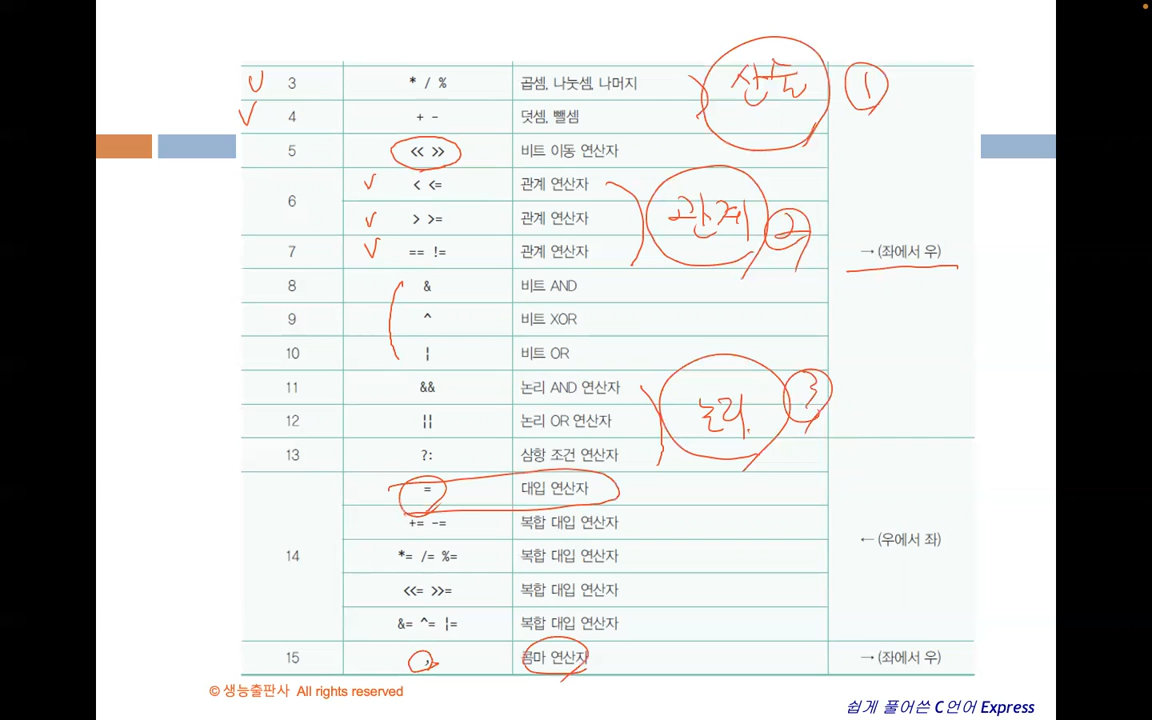 3 * / % 곱셈, 나눗셈, 나머지 산술 1
4 + - 덧셈, 뺄셈
5 << >> 비트 이동 연산자
6 < <= 관계 연산자
> >= 관계 연산자 관계 2
7 == != 관계 연산자 → (좌에서 우)
8 & 비트 AND
9 ^ 비트 XOR
10 ¦ 비트 OR
11 && 논리 AND 연산자 논리 3
12 ¦¦ 논리 OR 연산자
13 ?: 삼항 조건 연산자
= 대입 연산자
+= -= 복합 대입 연산자
14 *= /= %= 복합 대입 연산자 ← (우에서 좌)
<<= >>= 복합 대입 연산자
&= ^= ¦= 복합 대입 연산자
15 , 콤마 연산자 → (좌에서 우)
© 생능출판사 All rights reserved
쉽게 풀어쓴 C언어 Express